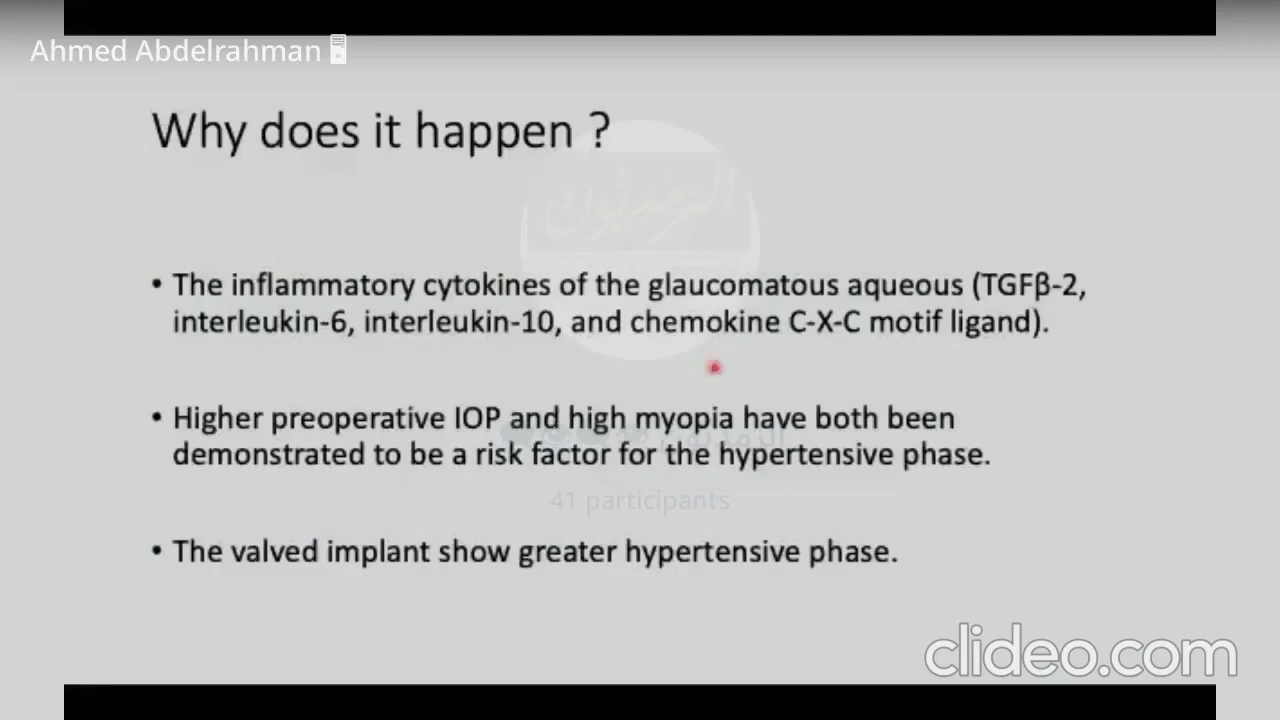 Ahmed Abdelrahman
Why does it happen ?
الرمديون
• The inflammatory cytokines of the glaucomatous aqueous (TGFβ-2,
interleukin-6, interleukin-10, and chemokine C-X-C motif ligand).
• Higher preoperative IOP and high myopia have both been
demonstrated to be a risk factor for the hypertensive phase.
الرمديون
41 participants
• The valved implant show greater hypertensive phase.
clideo.com